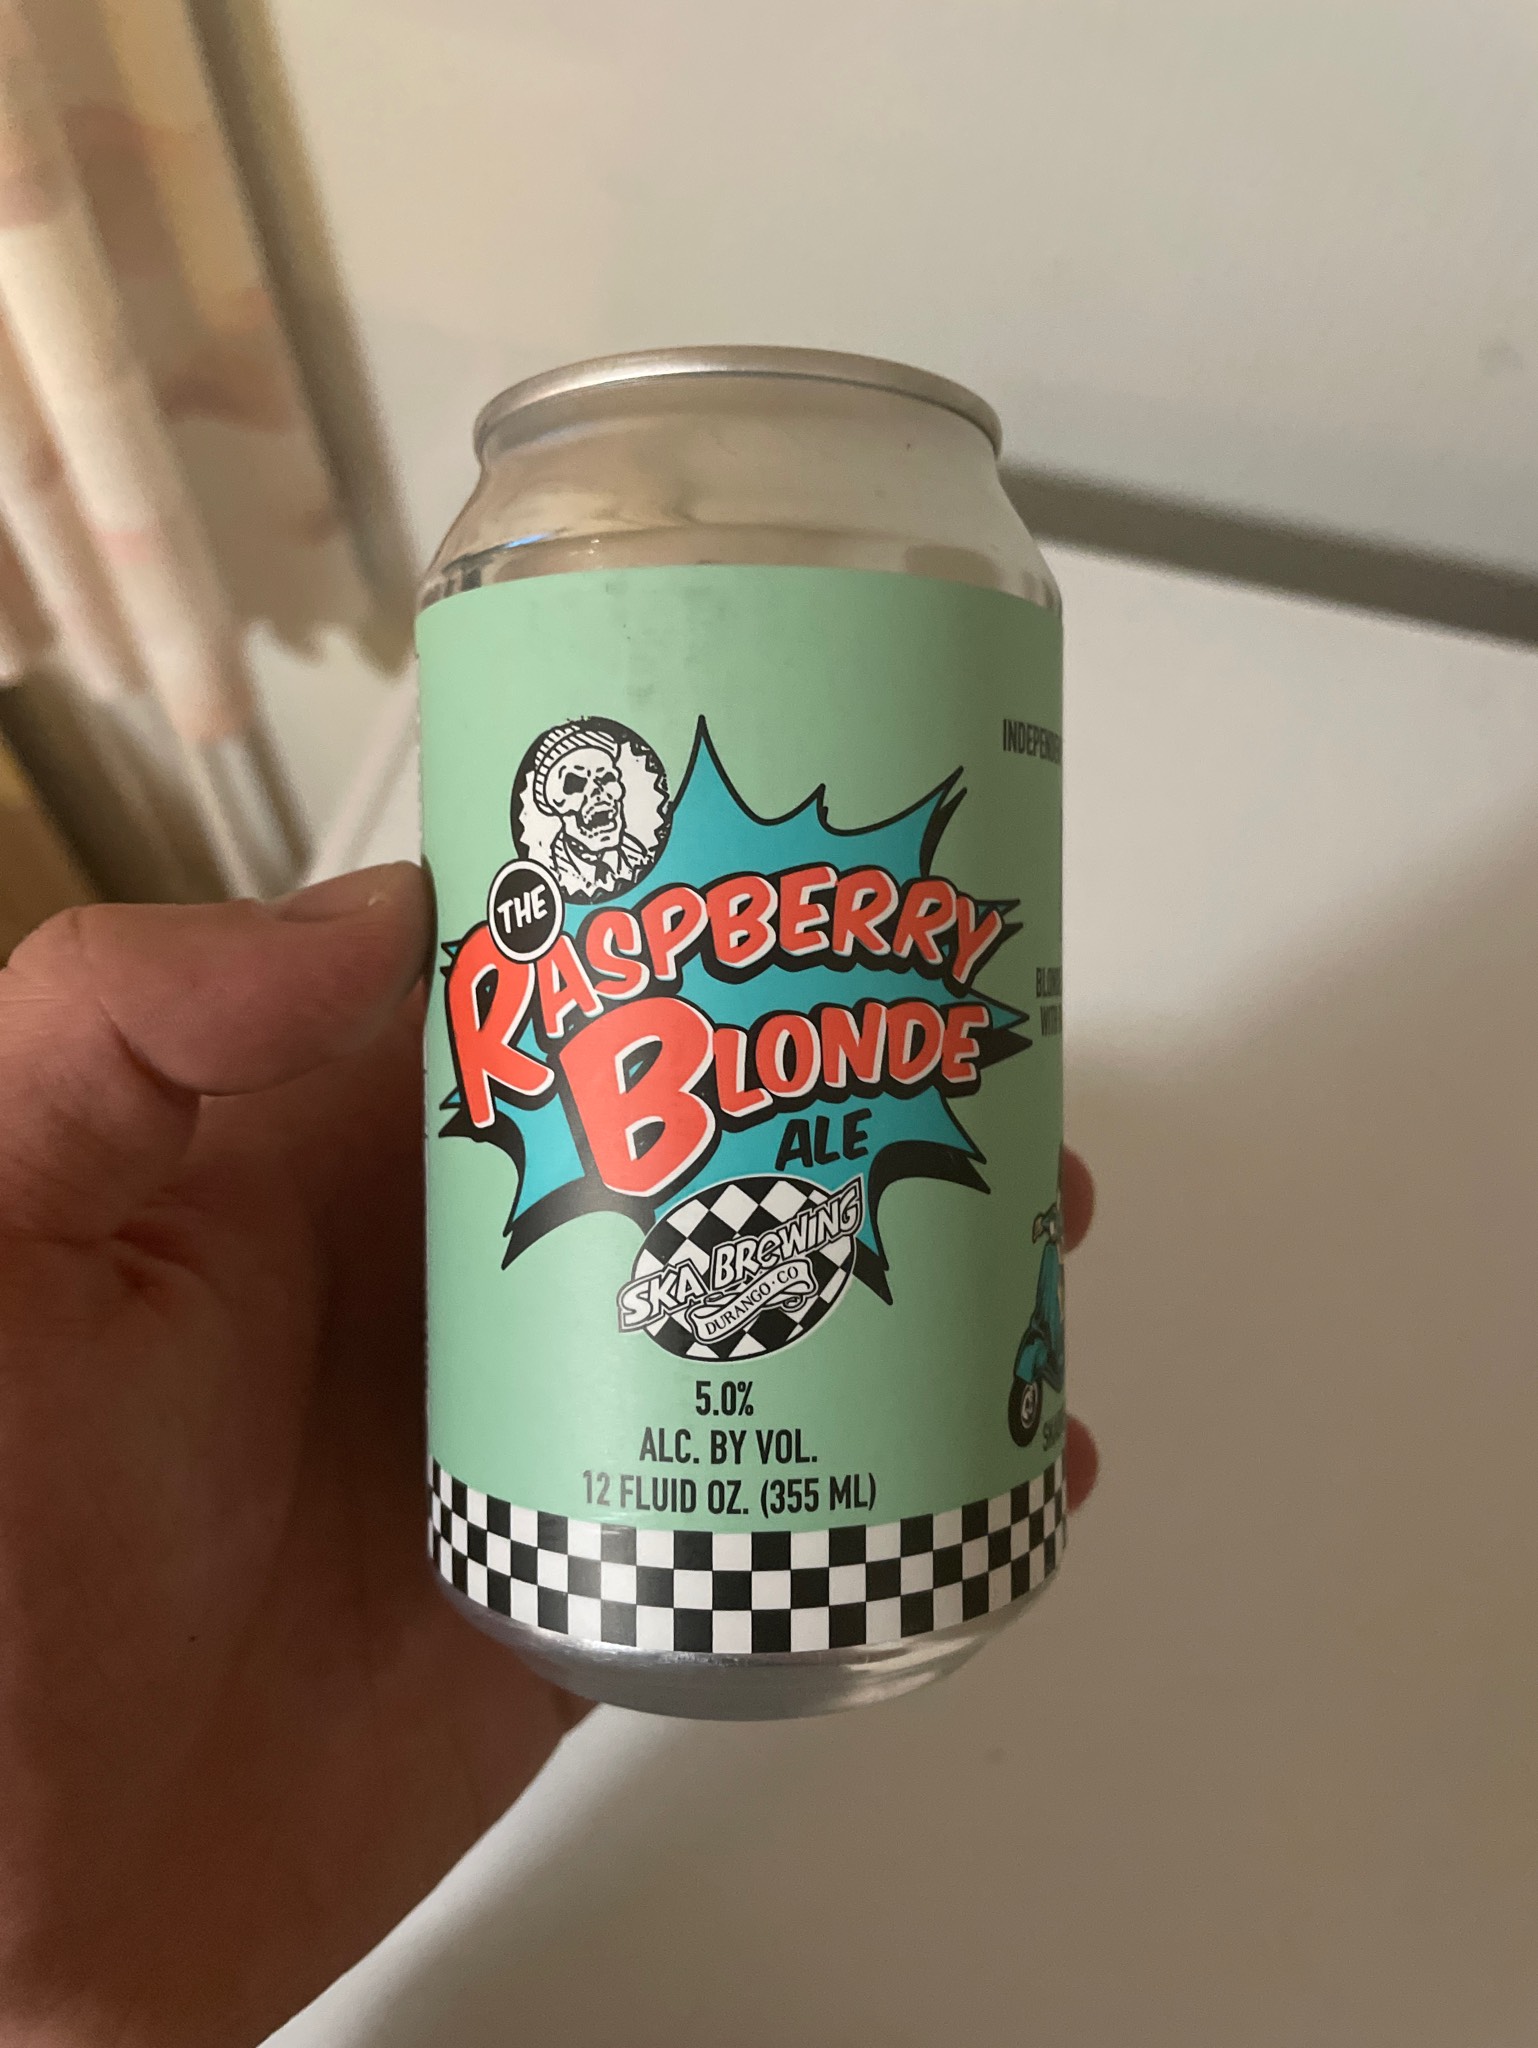 THE
RASPBERRY
BLONDE
ALE
SKA BREWING
DURANGO · CO
5.0%
ALC. BY VOL.
12 FLUID OZ. (355 ML)